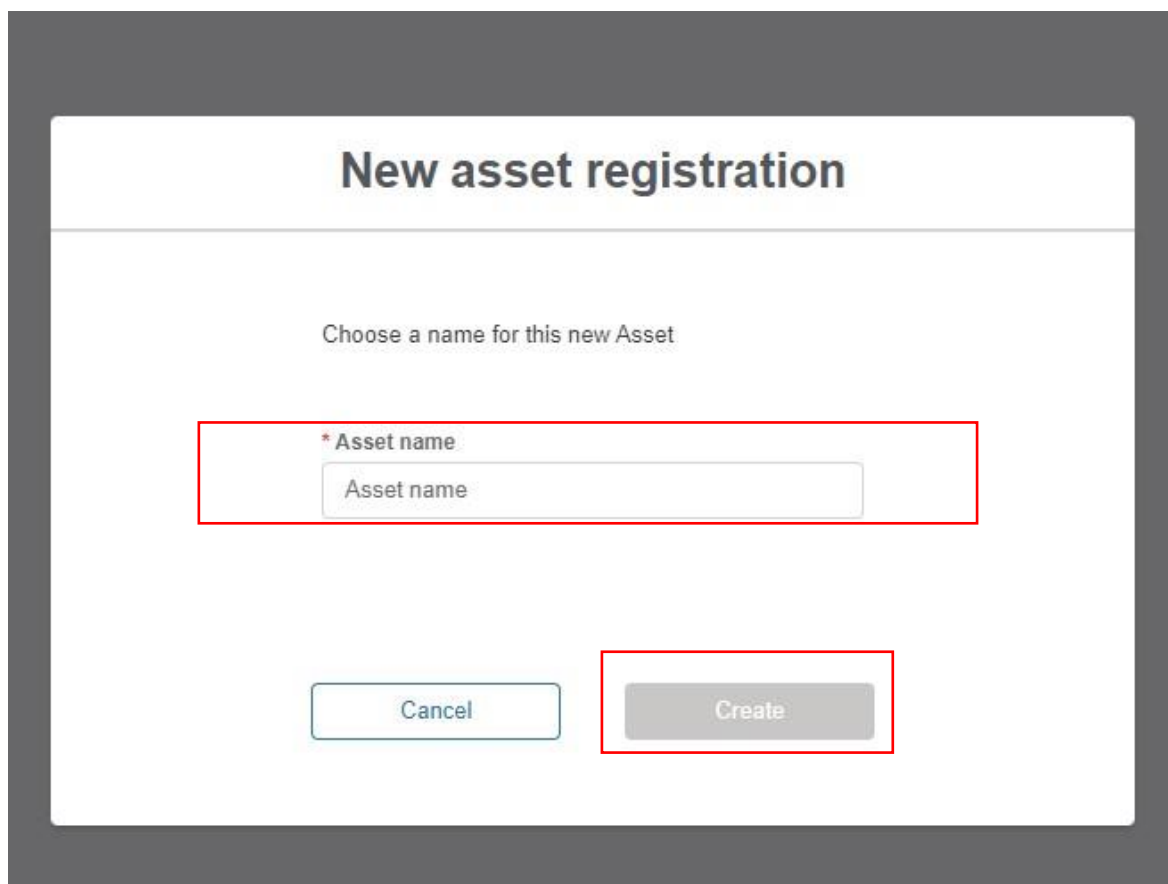 New asset registration
Choose a name for this new Asset
* Asset name
Asset name
Cancel
Create